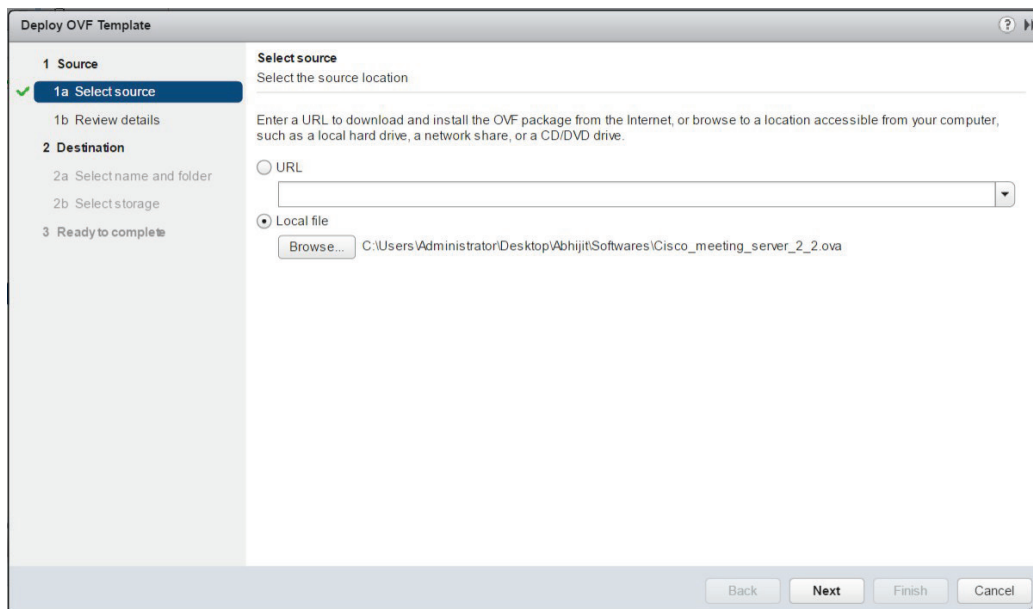 Deploy OVF Template
?
1 Source
1a Select source
1b Review details
2 Destination
2a Select name and folder
2b Select storage
3 Ready to complete
Select source
Select the source location
Enter a URL to download and install the OVF package from the Internet, or browse to a location accessible from your computer,
such as a local hard drive, a network share, or a CD/DVD drive.
URL
Local file
Browse... C:\Users\Administrator\Desktop\Abhijit\Softwares\Cisco_meeting_server_2_2.ova
Back Next Finish Cancel